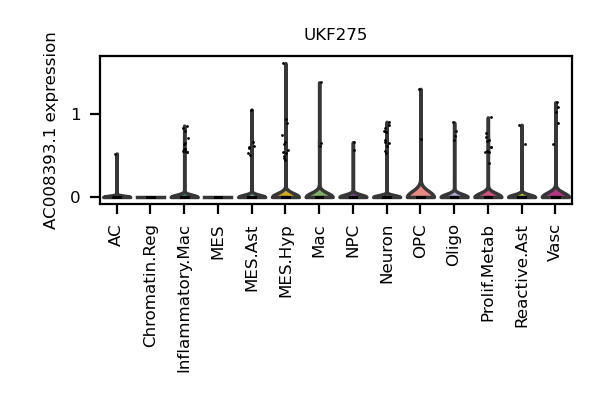 UKF275
AC008393.1 expression
1
0
AC
Chromatin.Reg
Inflammatory.Mac
MES
MES.Ast
MES.Hyp
Mac
NPC
Neuron
OPC
Oligo
Prolif.Metab
Reactive.Ast
Vasc